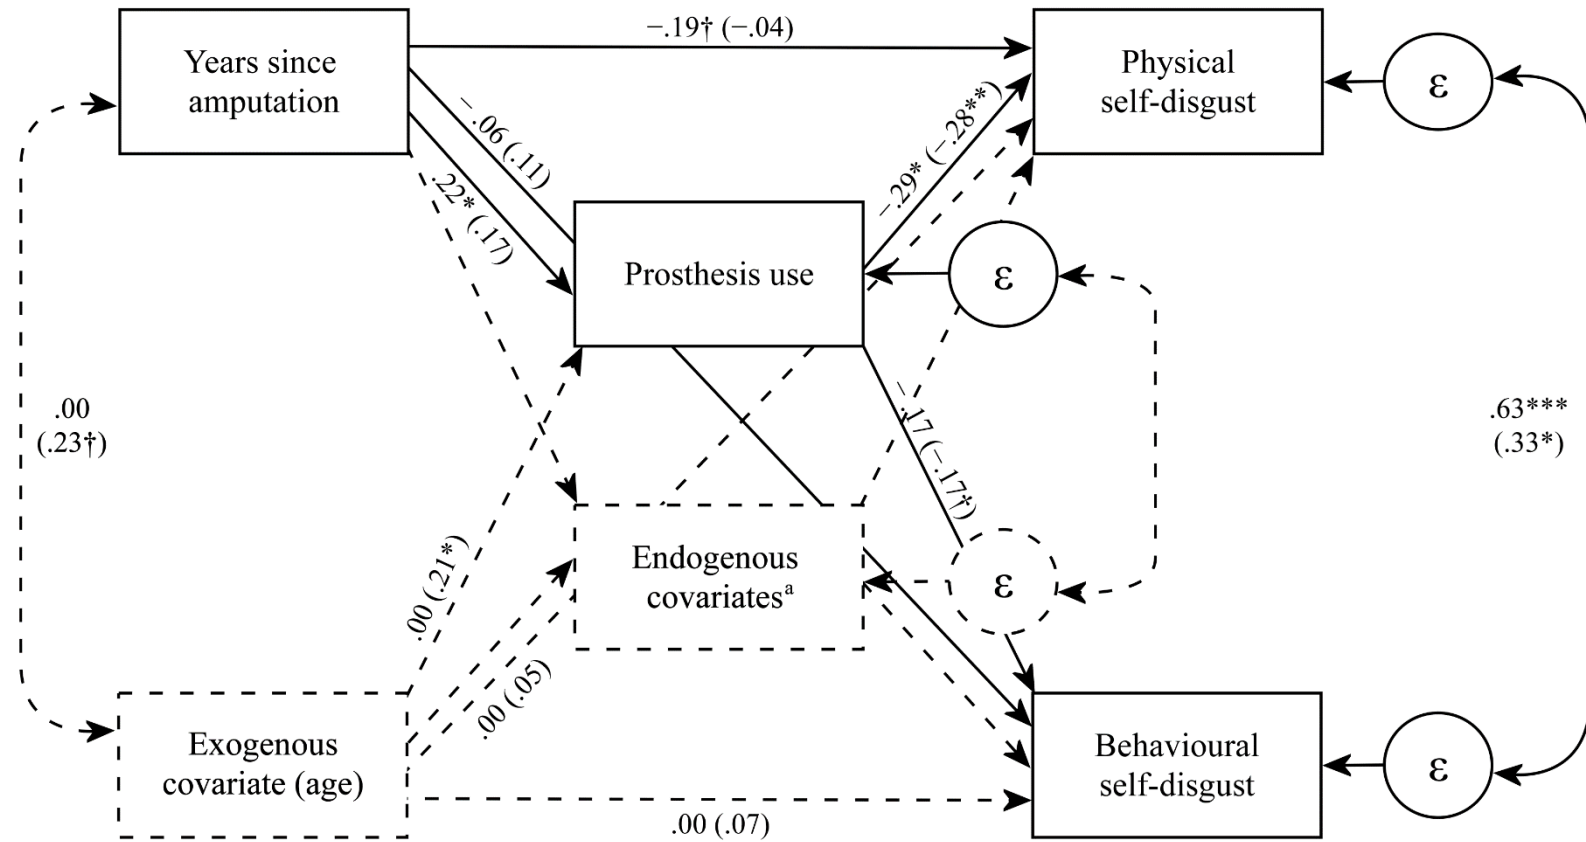 −.19† (−.04)
Years since
amputation
Physical
self-disgust
ε
−.06 (.11)
.22* (.17)
−.29* (−.28**)
Prosthesis use
ε
.00
(.23†)
−.17 (−.17†)
.63***
(.33*)
.00 (.21*)
Endogenous
covariatesᵃ
ε
.00 (.05)
Exogenous
covariate (age)
Behavioural
self-disgust
ε
.00 (.07)